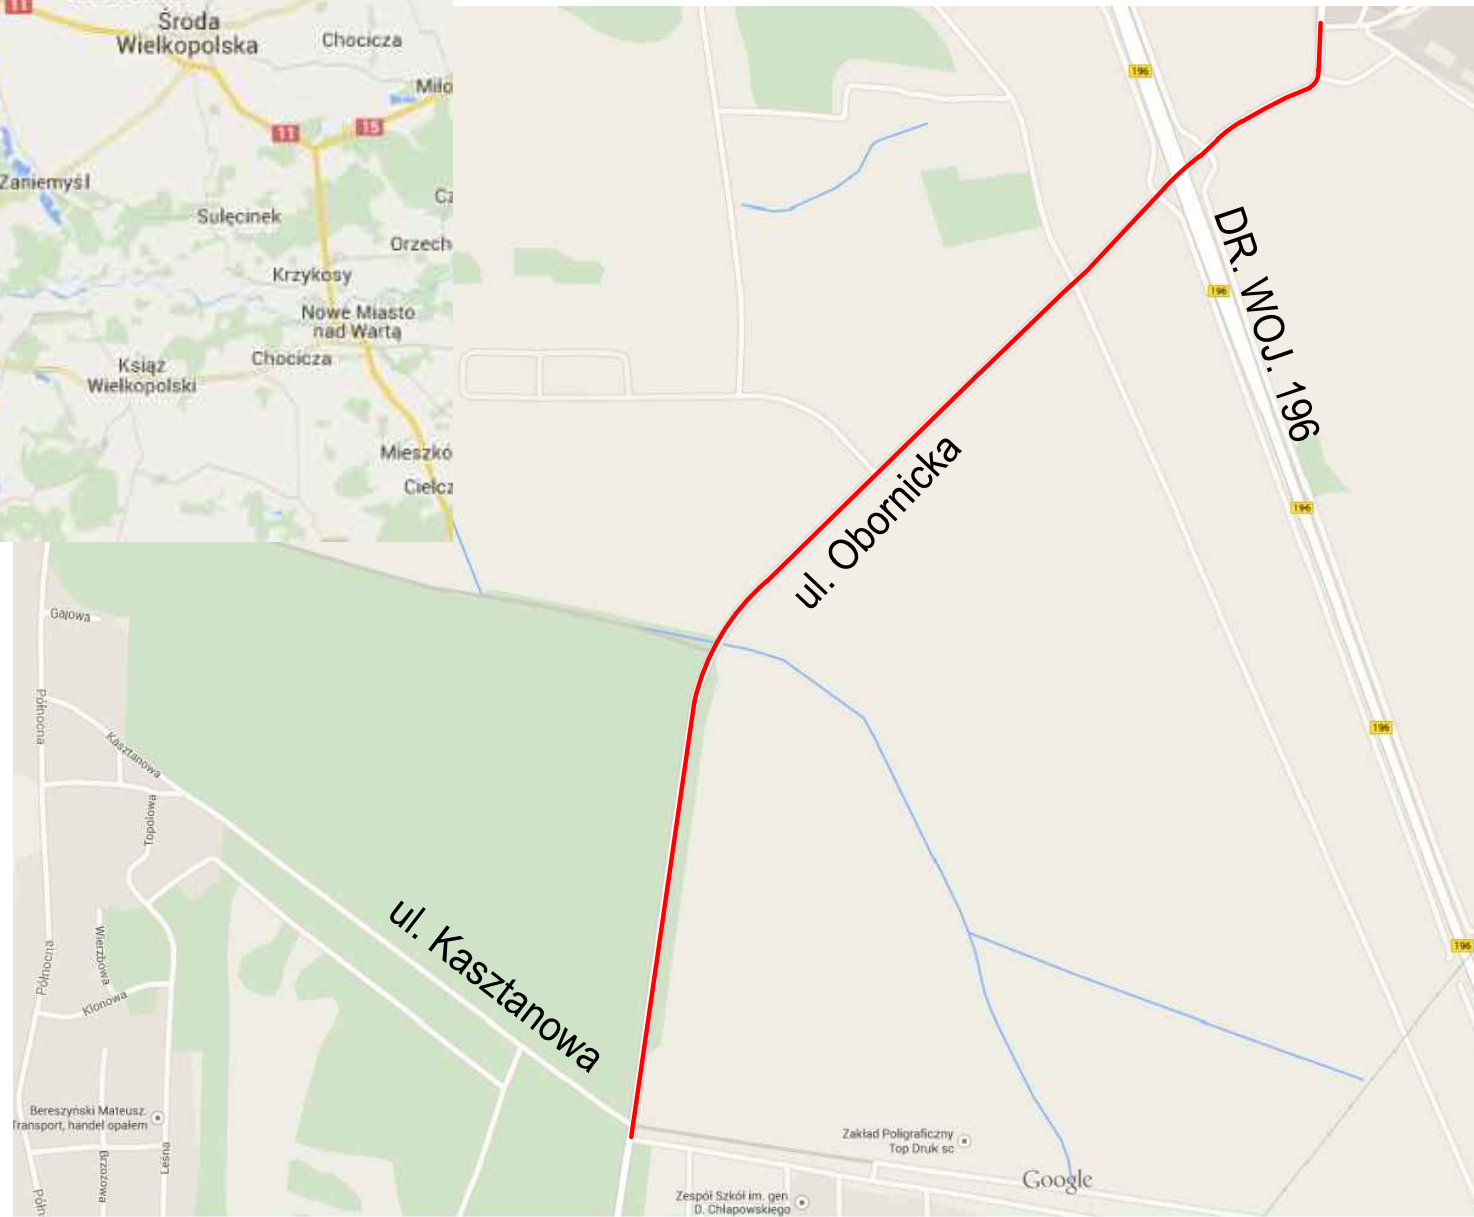 11
Środa
Wielkopolska
Chocicza
Miło
11
15
Zaniemyśl
Sulęcinek
Orzech
Krzykosy
Nowe Miasto
nad Wartą
Chocicza
Książ
Wielkopolski
Mieszko
Cielcz
196
196
DR. WOJ. 196
196
196
196
ul. Obornicka
Gajowa
Północna
Kasztanowa
Topolowa
ul. Kasztanowa
Wierzbowa
Północna
Klonowa
Bereszyński Mateusz.
Transport, handel opałem
Leśna
Brzozowa
Półn
Zakład Poligraficzny
Top Druk sc
Google
Zespół Szkół im. gen.
D. Chłapowskiego